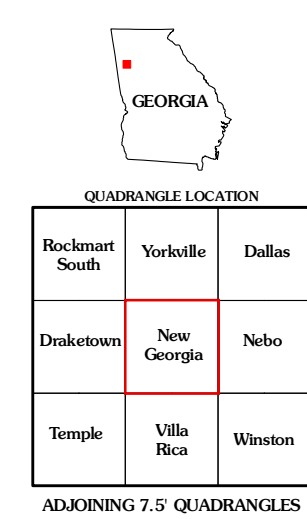 GEORGIA
QUADRANGLE LOCATION
Rockmart
South
Yorkville
Dallas
Draketown
New
Georgia
Nebo
Temple
Villa
Rica
Winston
ADJOINING 7.5' QUADRANGLES